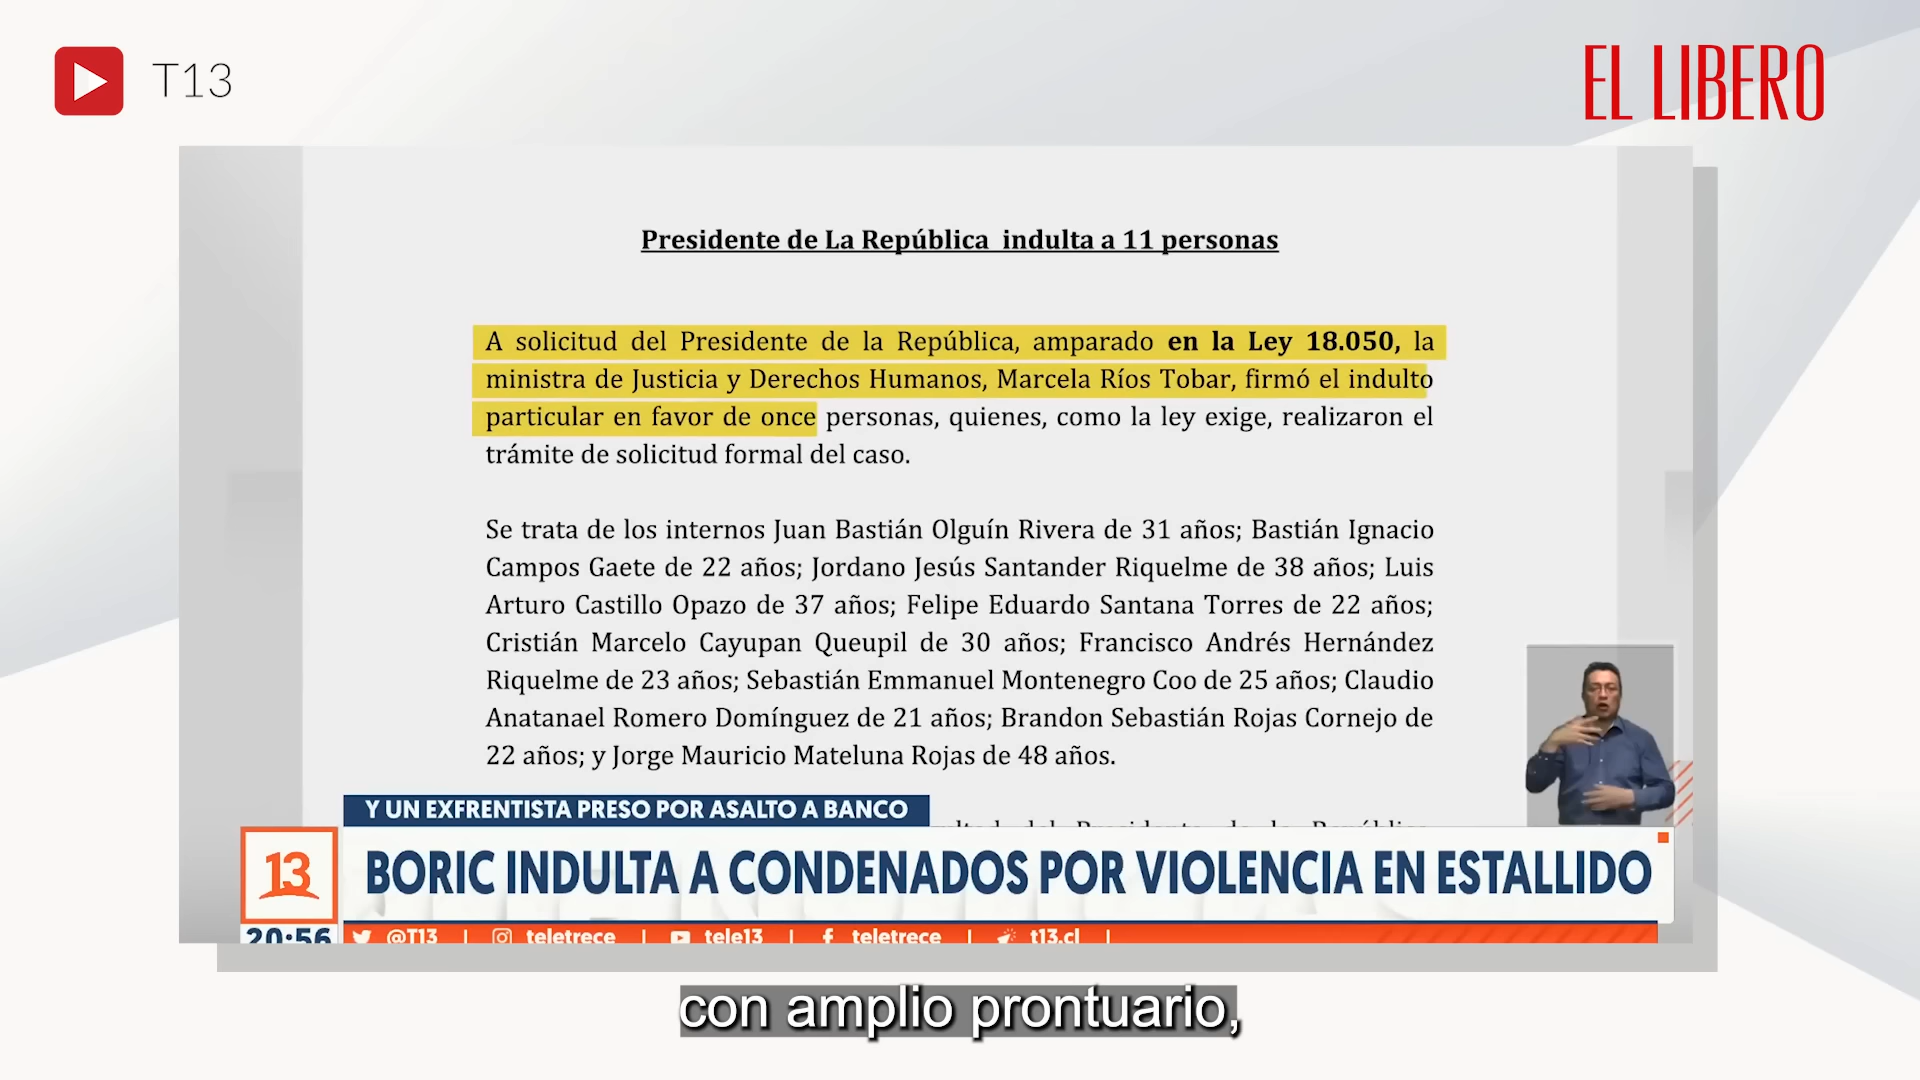 T13
EL LIBERO
Presidente de La República indulta a 11 personas
A solicitud del Presidente de la República, amparado en la Ley 18.050, la
ministra de Justicia y Derechos Humanos, Marcela Ríos Tobar, firmó el indulto
particular en favor de once personas, quienes, como la ley exige, realizaron el
trámite de solicitud formal del caso.
Se trata de los internos Juan Bastián Olguín Rivera de 31 años; Bastián Ignacio
Campos Gaete de 22 años; Jordano Jesús Santander Riquelme de 38 años; Luis
Arturo Castillo Opazo de 37 años; Felipe Eduardo Santana Torres de 22 años;
Cristián Marcelo Cayupan Queupil de 30 años; Francisco Andrés Hernández
Riquelme de 23 años; Sebastián Emmanuel Montenegro Coo de 25 años; Claudio
Anatanael Romero Domínguez de 21 años; Brandon Sebastián Rojas Cornejo de
22 años; y Jorge Mauricio Mateluna Rojas de 48 años.
Y UN EXFRENTISTA PRESO POR ASALTO A BANCO
13
BORIC INDULTA A CONDENADOS POR VIOLENCIA EN ESTALLIDO
20:56
@T13 | teletrece | tele13 | teletrece | t13.cl |
con amplio prontuario,